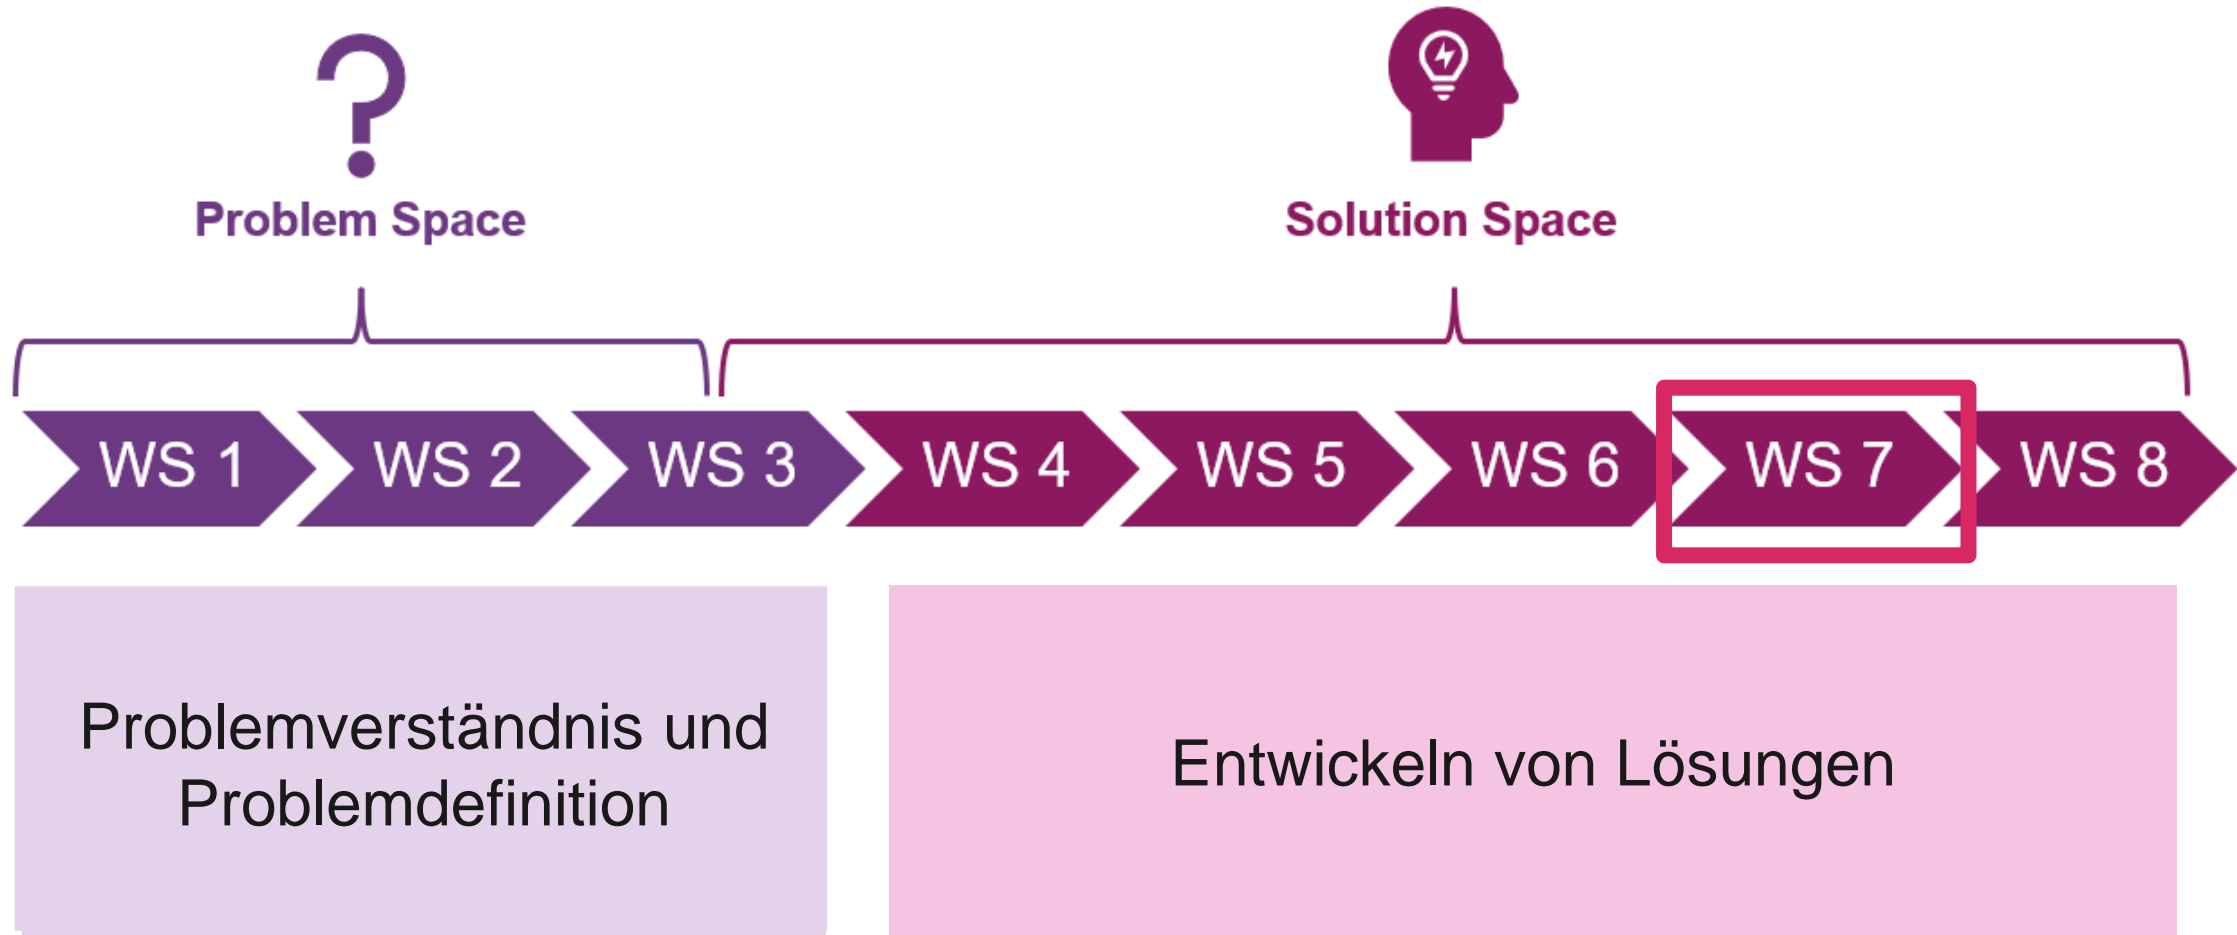 Problem Space
Solution Space
WS 1
WS 2
WS 3
WS 4
WS 5
WS 6
WS 7
WS 8
Problemverständnis und
Problemdefinition
Entwickeln von Lösungen